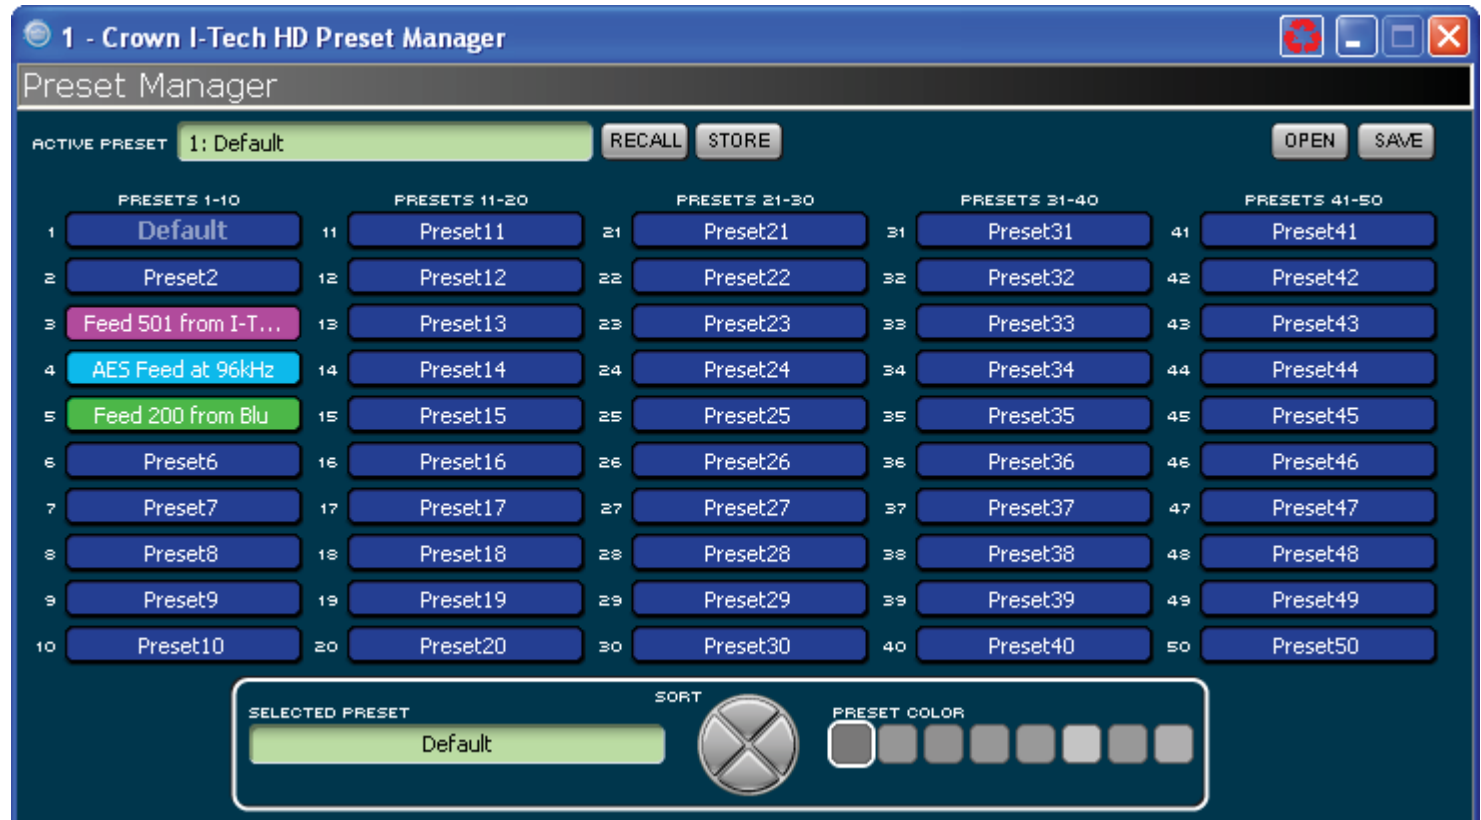 1 - Crown I-Tech HD Preset Manager
Preset Manager
ACTIVE PRESET 1: Default RECALL STORE OPEN SAVE
PRESETS 1-10 PRESETS 11-20 PRESETS 21-30 PRESETS 31-40 PRESETS 41-50
1 Default 11 Preset11 21 Preset21 31 Preset31 41 Preset41
2 Preset2 12 Preset12 22 Preset22 32 Preset32 42 Preset42
3 Feed 501 from I-T... 13 Preset13 23 Preset23 33 Preset33 43 Preset43
4 AES Feed at 96kHz 14 Preset14 24 Preset24 34 Preset34 44 Preset44
5 Feed 200 from Blu 15 Preset15 25 Preset25 35 Preset35 45 Preset45
6 Preset6 16 Preset16 26 Preset26 36 Preset36 46 Preset46
7 Preset7 17 Preset17 27 Preset27 37 Preset37 47 Preset47
8 Preset8 18 Preset18 28 Preset28 38 Preset38 48 Preset48
9 Preset9 19 Preset19 29 Preset29 39 Preset39 49 Preset49
10 Preset10 20 Preset20 30 Preset30 40 Preset40 50 Preset50
SELECTED PRESET SORT PRESET COLOR
Default